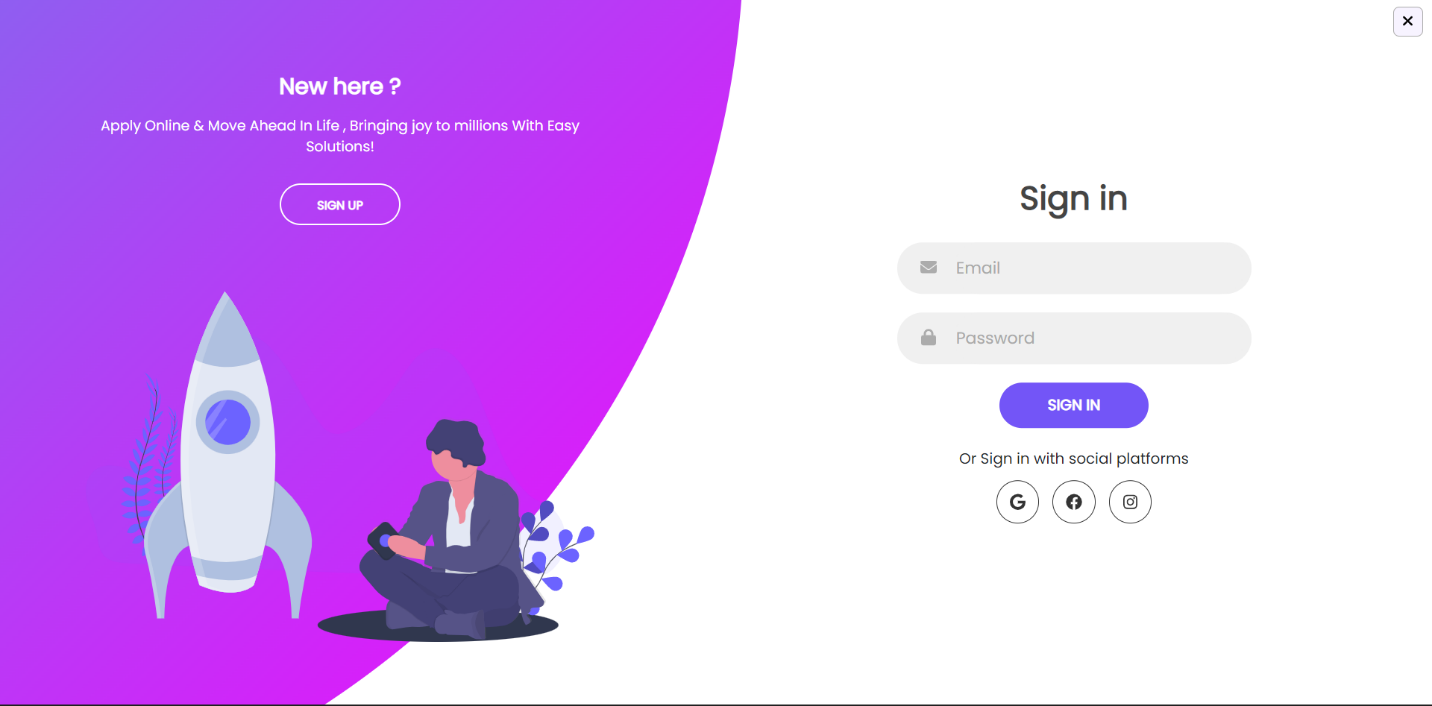 New here ?
Apply Online & Move Ahead In Life , Bringing joy to millions With Easy
Solutions!
SIGN UP
Sign in
Email
Password
SIGN IN
Or Sign in with social platforms